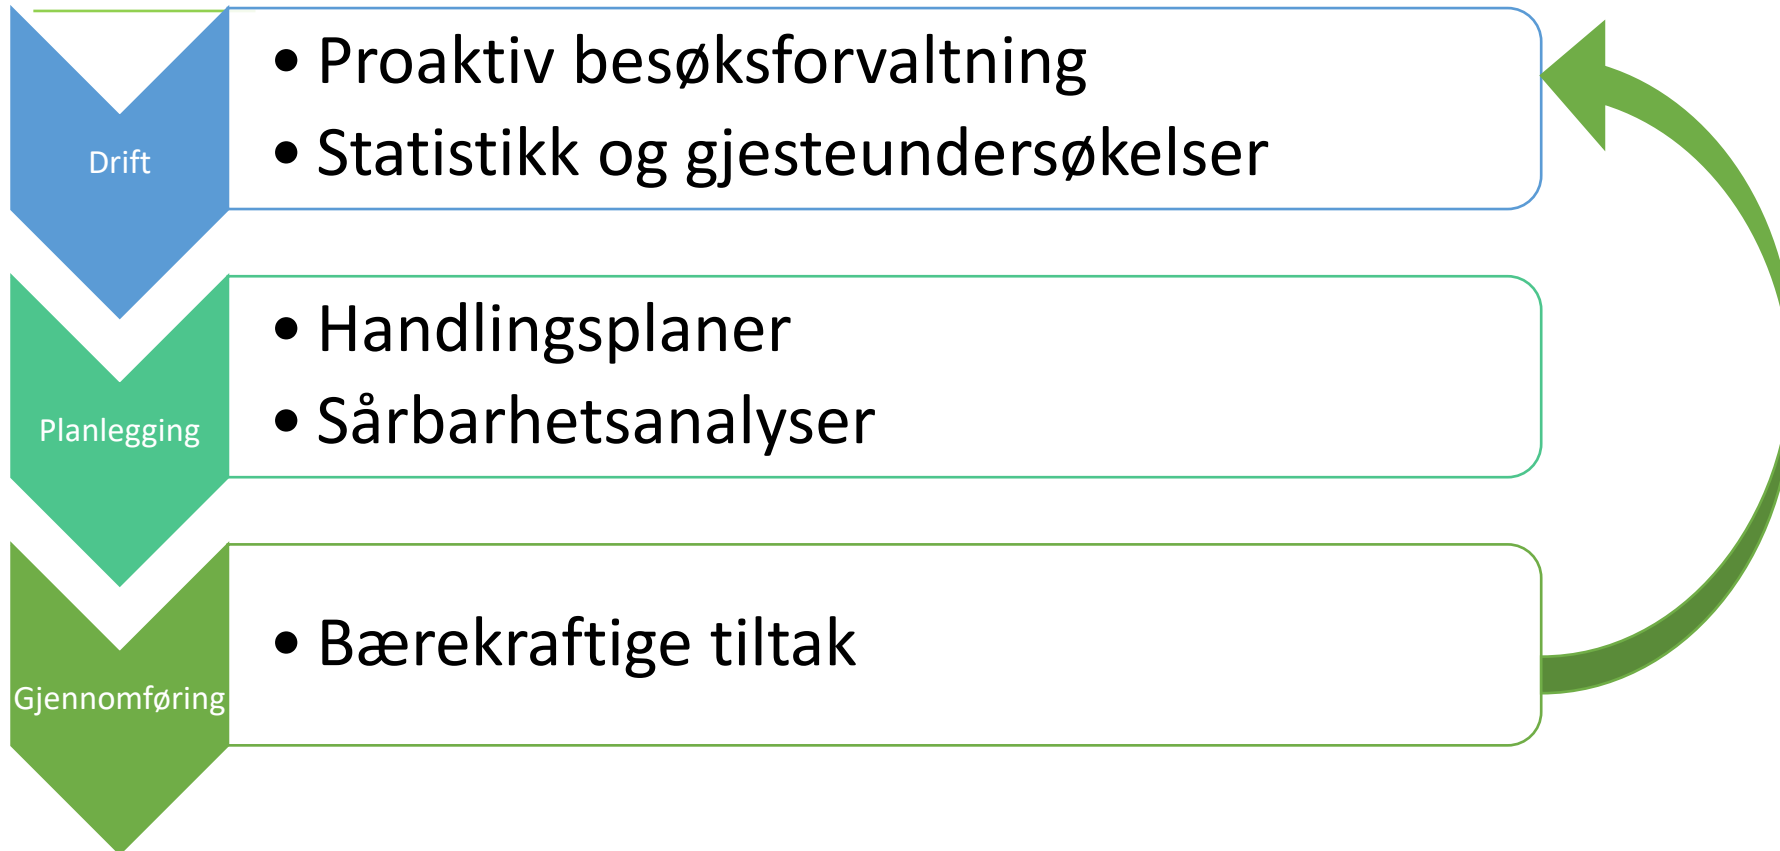 Drift
• Proaktiv besøksforvaltning
• Statistikk og gjesteundersøkelser
Planlegging
• Handlingsplaner
• Sårbarhetsanalyser
Gjennomføring
• Bærekraftige tiltak